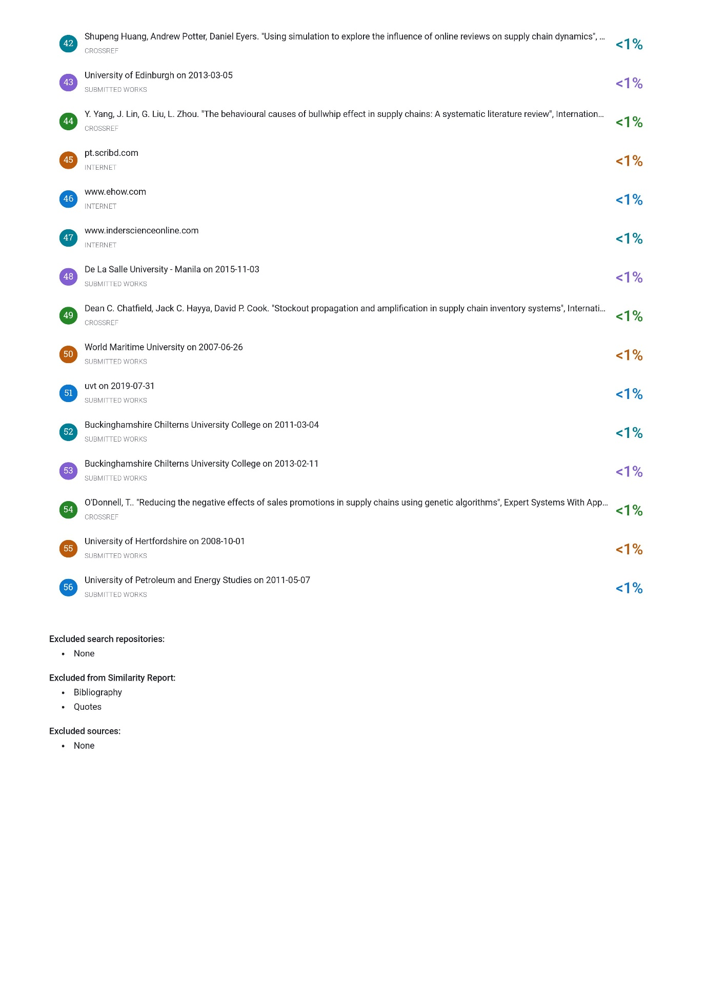 42
Shupeng Huang, Andrew Potter, Daniel Eyers. "Using simulation to explore the influence of online reviews on supply chain dynamics", ...
<1%
CROSSREF
43
University of Edinburgh on 2013-03-05
<1%
SUBMITTED WORKS
44
Y. Yang, J. Lin, G. Liu, L. Zhou. "The behavioural causes of bullwhip effect in supply chains: A systematic literature review", Internation...
<1%
CROSSREF
45
pt.scribd.com
<1%
INTERNET
46
www.ehow.com
<1%
INTERNET
47
www.inderscienceonline.com
<1%
INTERNET
48
De La Salle University - Manila on 2015-11-03
<1%
SUBMITTED WORKS
49
Dean C. Chatfield, Jack C. Hayya, David P. Cook. "Stockout propagation and amplification in supply chain inventory systems", Internati...
<1%
CROSSREF
50
World Maritime University on 2007-06-26
<1%
SUBMITTED WORKS
51
uvt on 2019-07-31
<1%
SUBMITTED WORKS
52
Buckinghamshire Chilterns University College on 2011-03-04
<1%
SUBMITTED WORKS
53
Buckinghamshire Chilterns University College on 2013-02-11
<1%
SUBMITTED WORKS
54
O'Donnell, T.. "Reducing the negative effects of sales promotions in supply chains using genetic algorithms", Expert Systems With App...
<1%
CROSSREF
55
University of Hertfordshire on 2008-10-01
<1%
SUBMITTED WORKS
56
University of Petroleum and Energy Studies on 2011-05-07
<1%
SUBMITTED WORKS
Excluded search repositories:
• None
Excluded from Similarity Report:
• Bibliography
• Quotes
Excluded sources:
• None